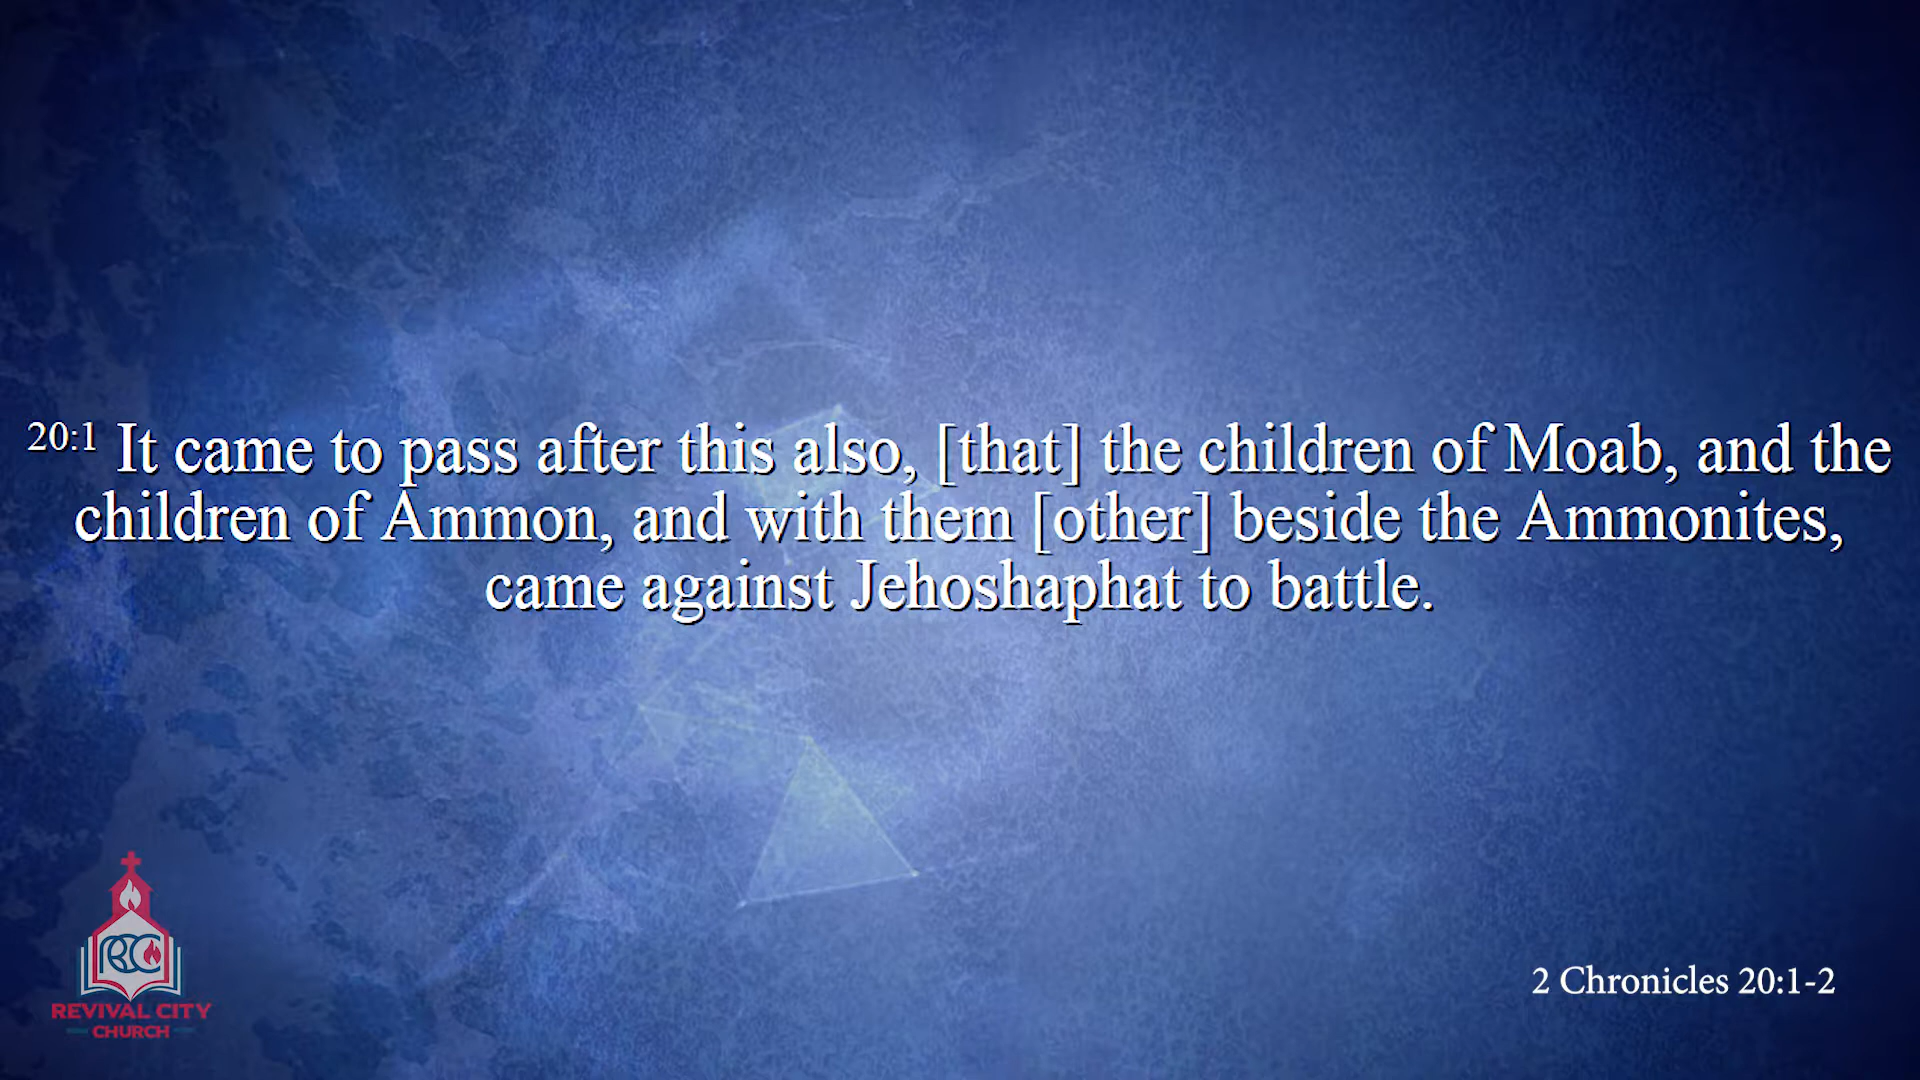 20:1 It came to pass after this also, [that] the children of Moab, and the
children of Ammon, and with them [other] beside the Ammonites,
came against Jehoshaphat to battle.
RCC
REVIVAL CITY
CHURCH
2 Chronicles 20:1-2